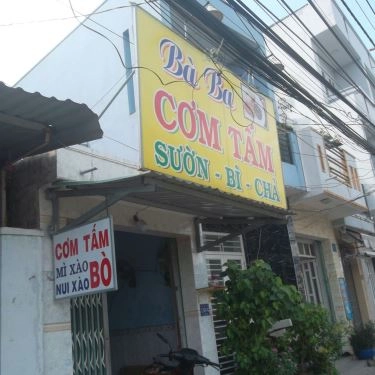 Bà Ba
CƠM TẤM
SƯỜN - BÌ - CHẢ
CƠM TẤM
MÌ XÀO
NUI XÀO
BÒ